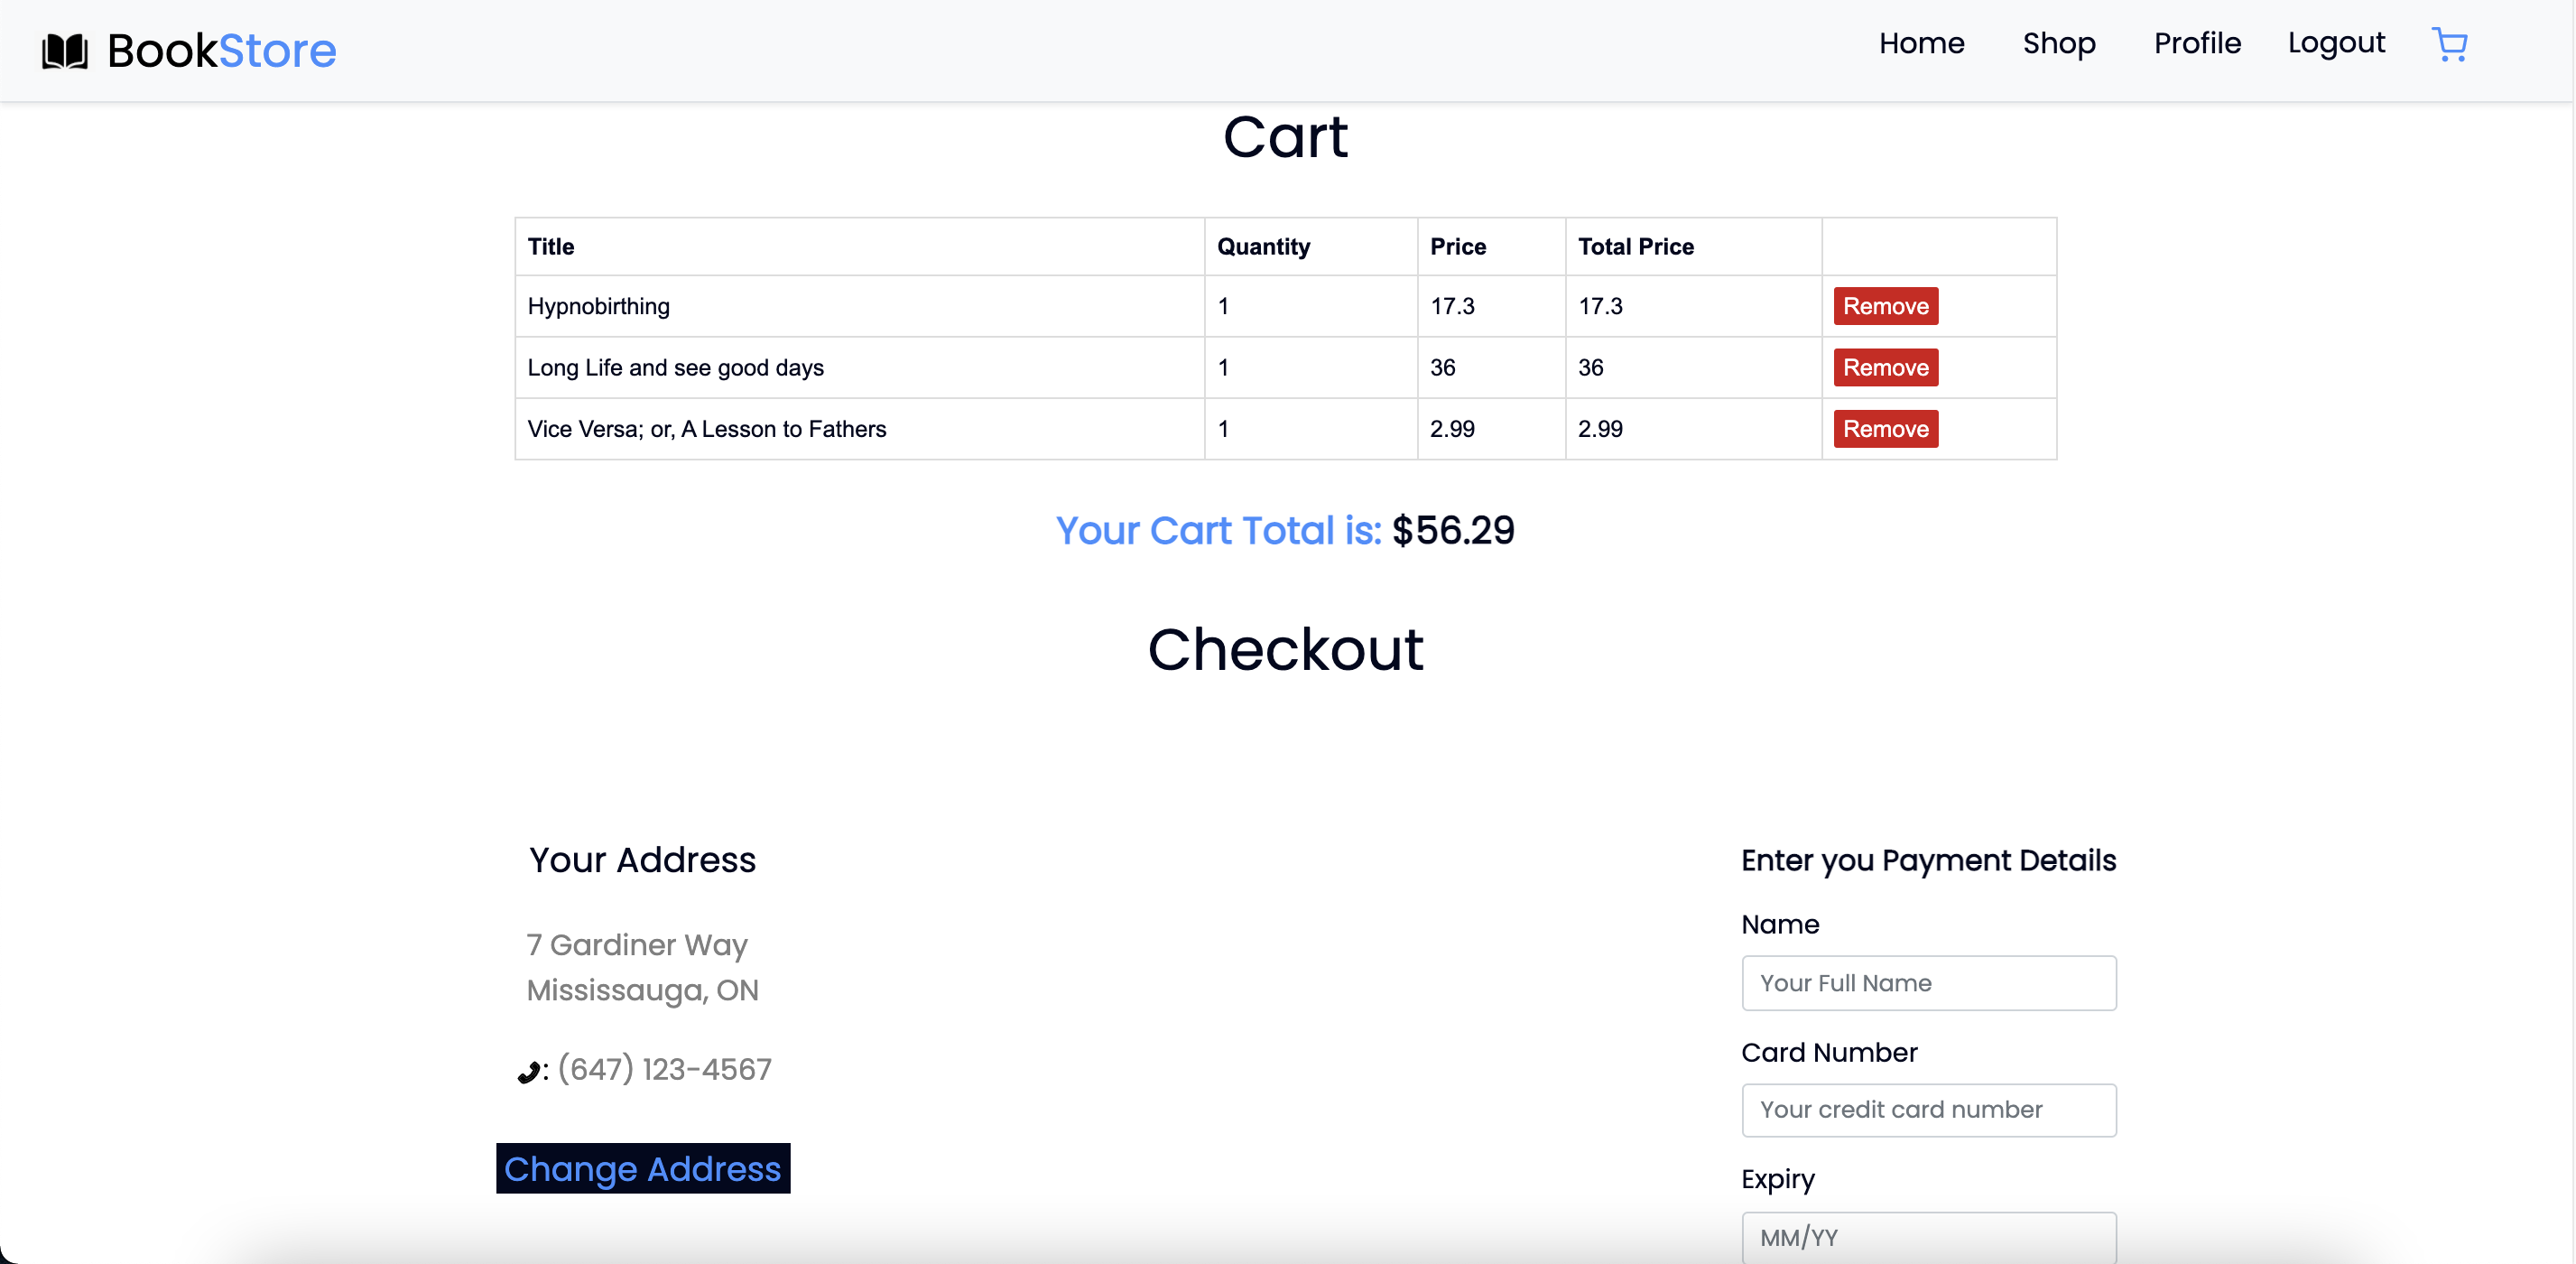 BookStore
Home Shop Profile Logout
Cart
Title Quantity Price Total Price
Hypnobirthing 1 17.3 17.3 Remove
Long Life and see good days 1 36 36 Remove
Vice Versa; or, A Lesson to Fathers 1 2.99 2.99 Remove
Your Cart Total is: $56.29
Checkout
Your Address
7 Gardiner Way
Mississauga, ON
: (647) 123-4567
Change Address
Enter you Payment Details
Name
Your Full Name
Card Number
Your credit card number
Expiry
MM/YY